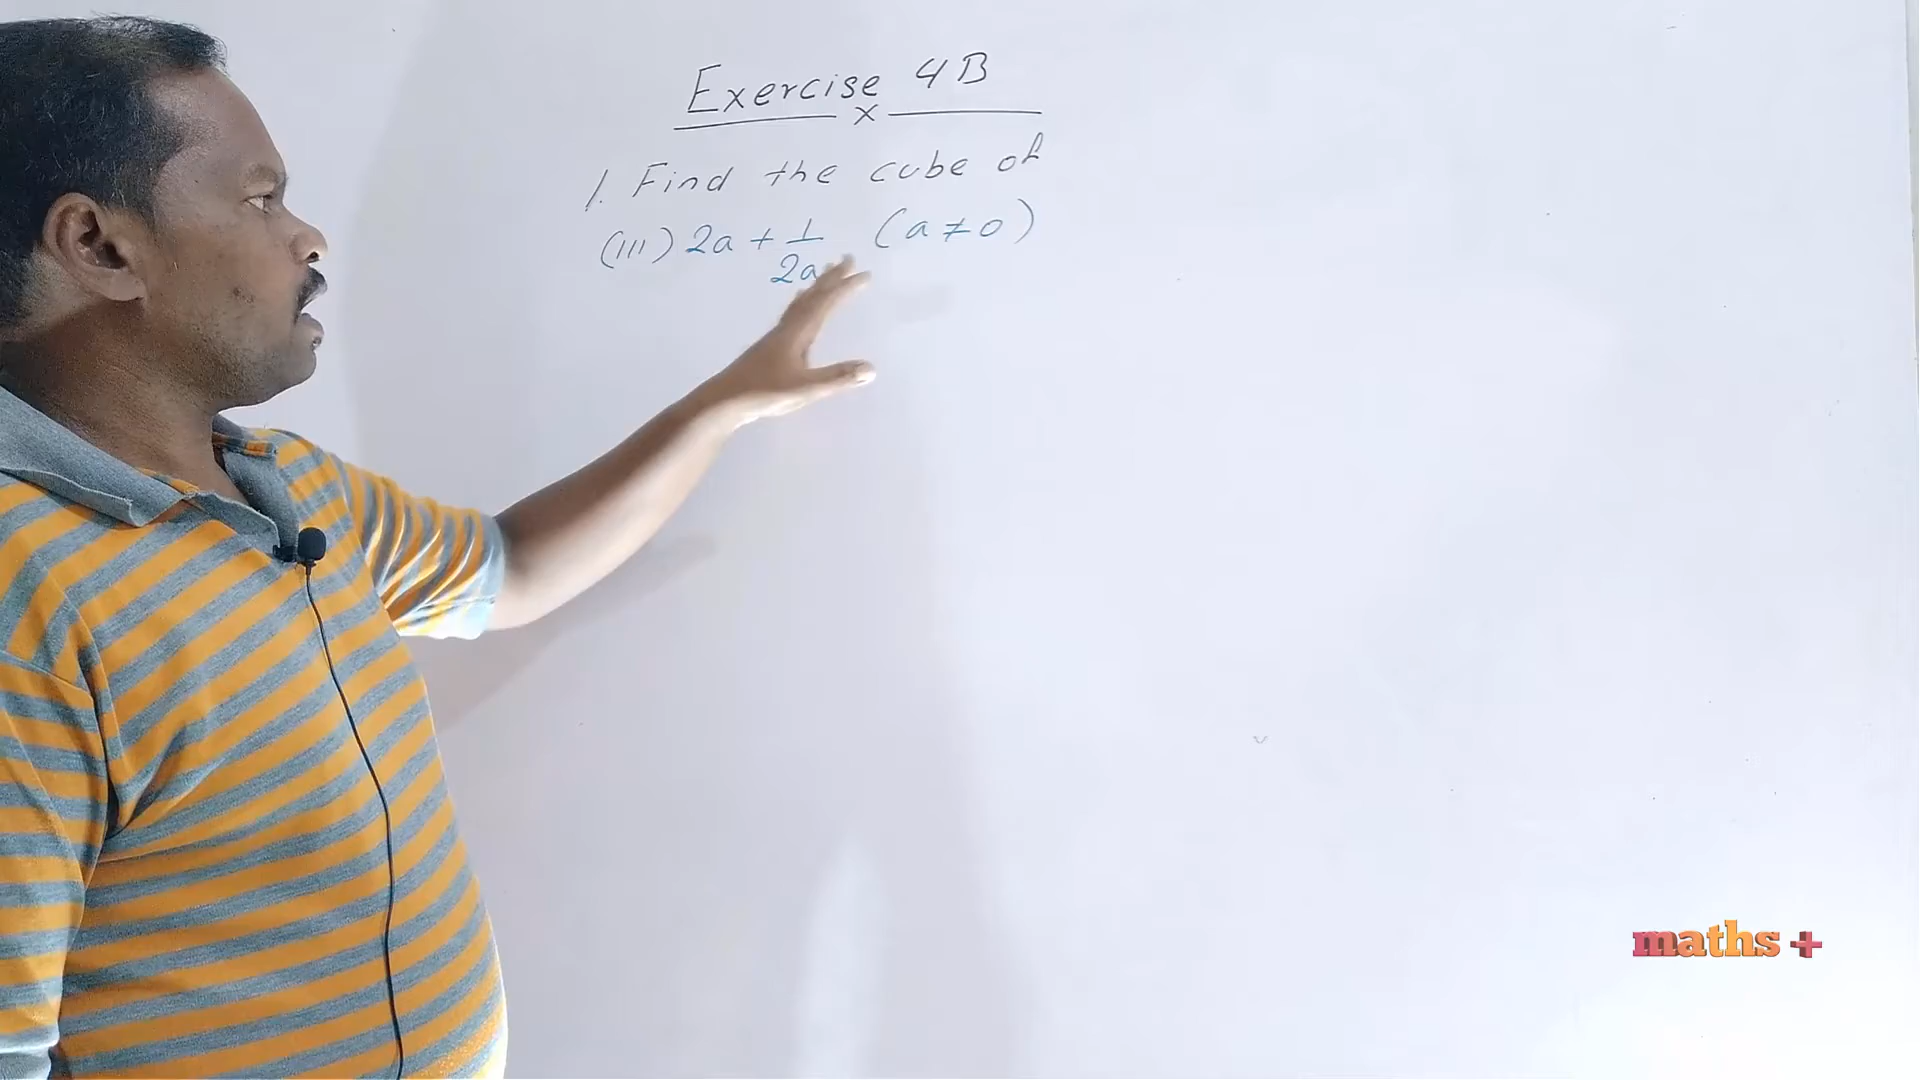 Exercise 4B
x
1. Find the cube of
(III) 2a + 1/2a (a ≠ 0)
maths +